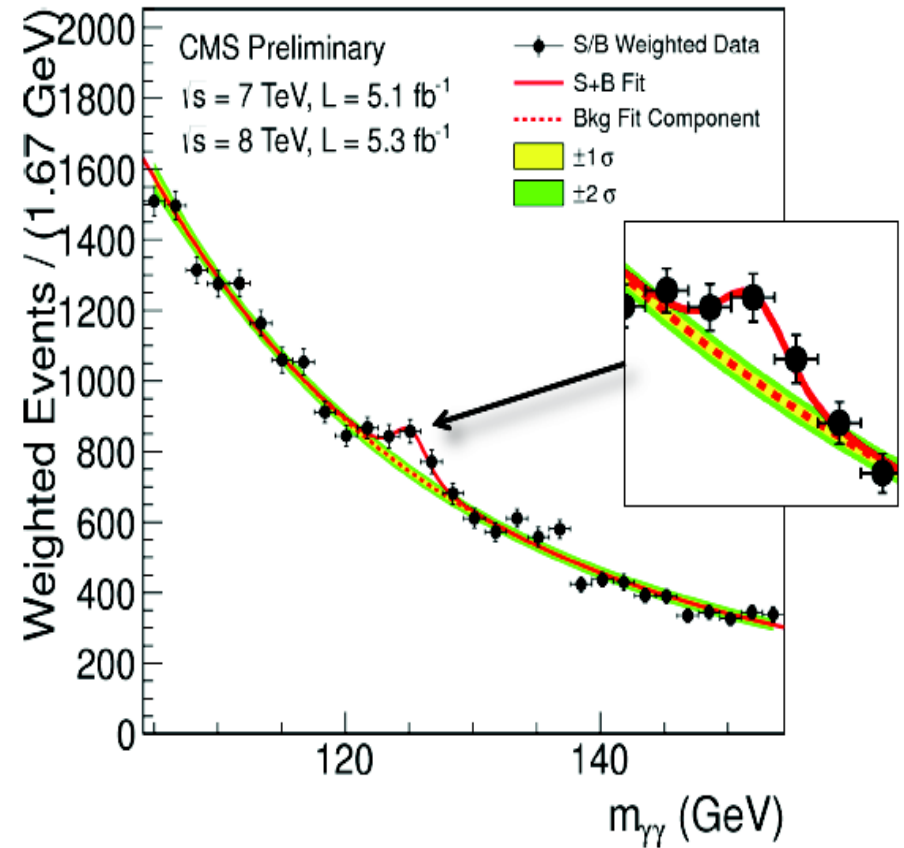 Weighted Events / (1.67 GeV)
2000
1800
1600
1400
1200
1000
800
600
400
200
0
CMS Preliminary
√s = 7 TeV, L = 5.1 fb⁻¹
√s = 8 TeV, L = 5.3 fb⁻¹
S/B Weighted Data
S+B Fit
Bkg Fit Component
±1 σ
±2 σ
120 140
mγγ (GeV)